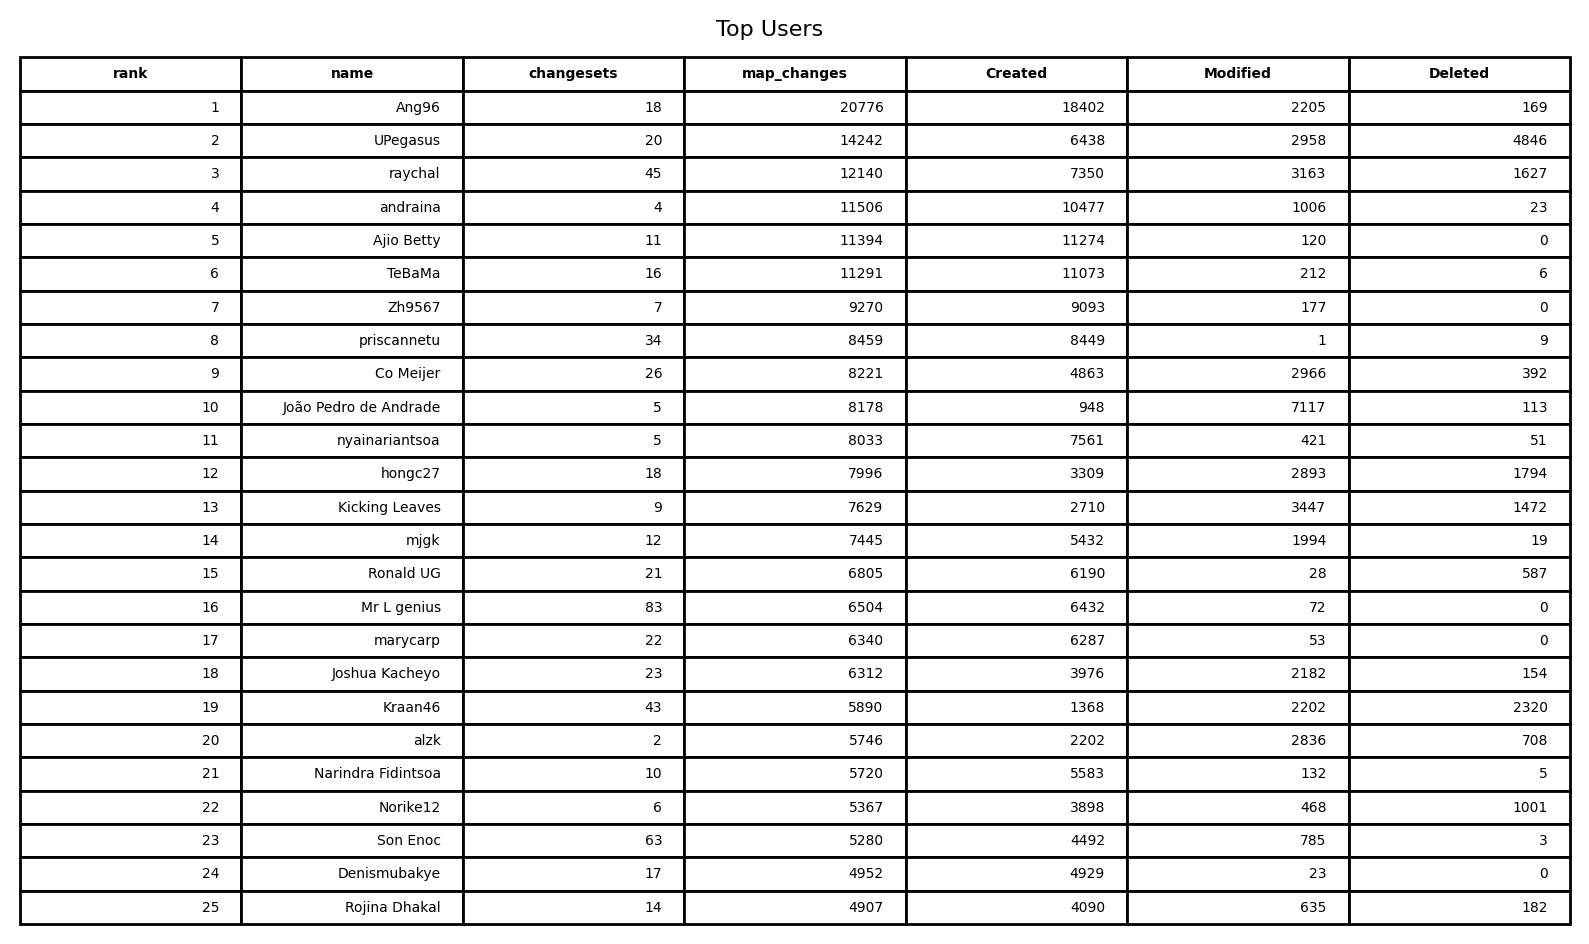 Top Users
rank name changesets map_changes Created Modified Deleted
1 Ang96 18 20776 18402 2205 169
2 UPegasus 20 14242 6438 2958 4846
3 raychal 45 12140 7350 3163 1627
4 andraina 4 11506 10477 1006 23
5 Ajio Betty 11 11394 11274 120 0
6 TeBaMa 16 11291 11073 212 6
7 Zh9567 7 9270 9093 177 0
8 priscannetu 34 8459 8449 1 9
9 Co Meijer 26 8221 4863 2966 392
10 João Pedro de Andrade 5 8178 948 7117 113
11 nyainariantsoa 5 8033 7561 421 51
12 hongc27 18 7996 3309 2893 1794
13 Kicking Leaves 9 7629 2710 3447 1472
14 mjgk 12 7445 5432 1994 19
15 Ronald UG 21 6805 6190 28 587
16 Mr L genius 83 6504 6432 72 0
17 marycarp 22 6340 6287 53 0
18 Joshua Kacheyo 23 6312 3976 2182 154
19 Kraan46 43 5890 1368 2202 2320
20 alzk 2 5746 2202 2836 708
21 Narindra Fidintsoa 10 5720 5583 132 5
22 Norike12 6 5367 3898 468 1001
23 Son Enoc 63 5280 4492 785 3
24 Denismubakye 17 4952 4929 23 0
25 Rojina Dhakal 14 4907 4090 635 182